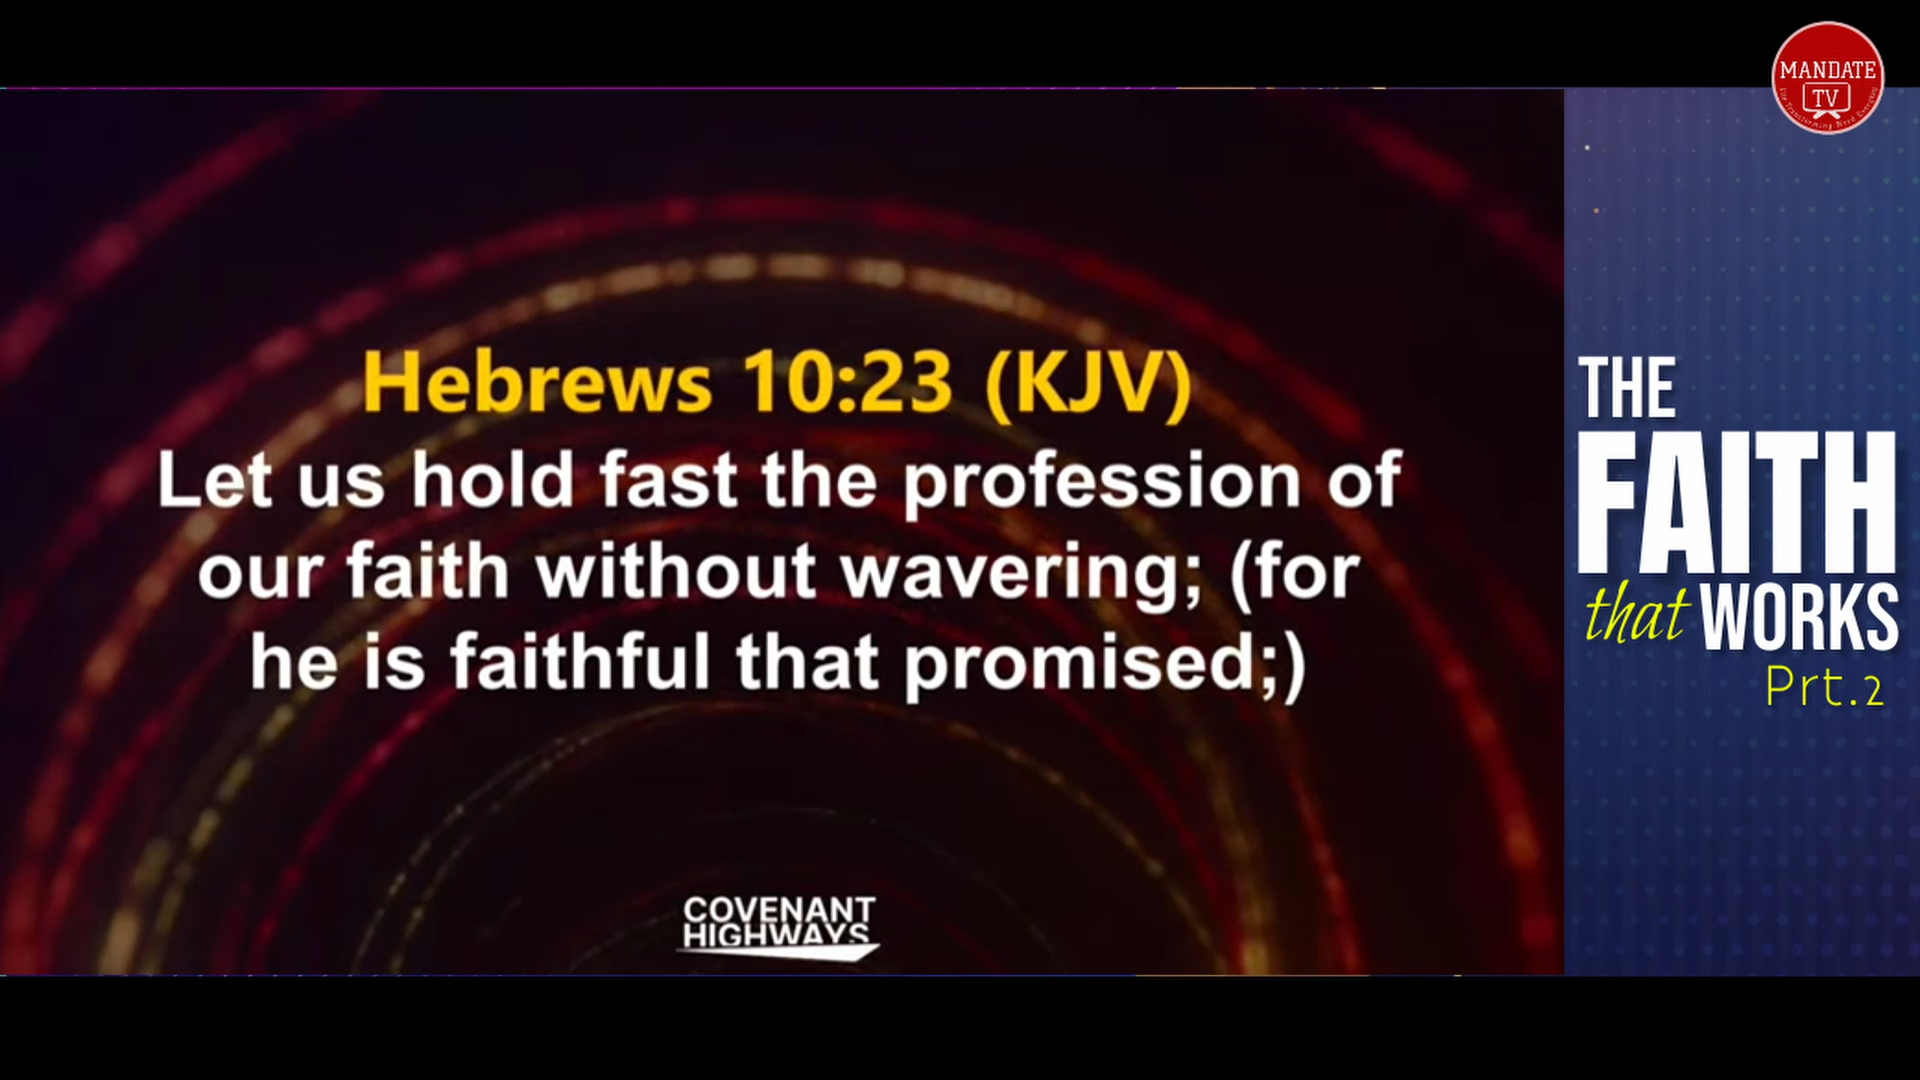 MANDATE
TV
Hebrews 10:23 (KJV)
Let us hold fast the profession of
our faith without wavering; (for
he is faithful that promised;)
COVENANT
HIGHWAYS
THE
FAITH
that WORKS
Prt.2